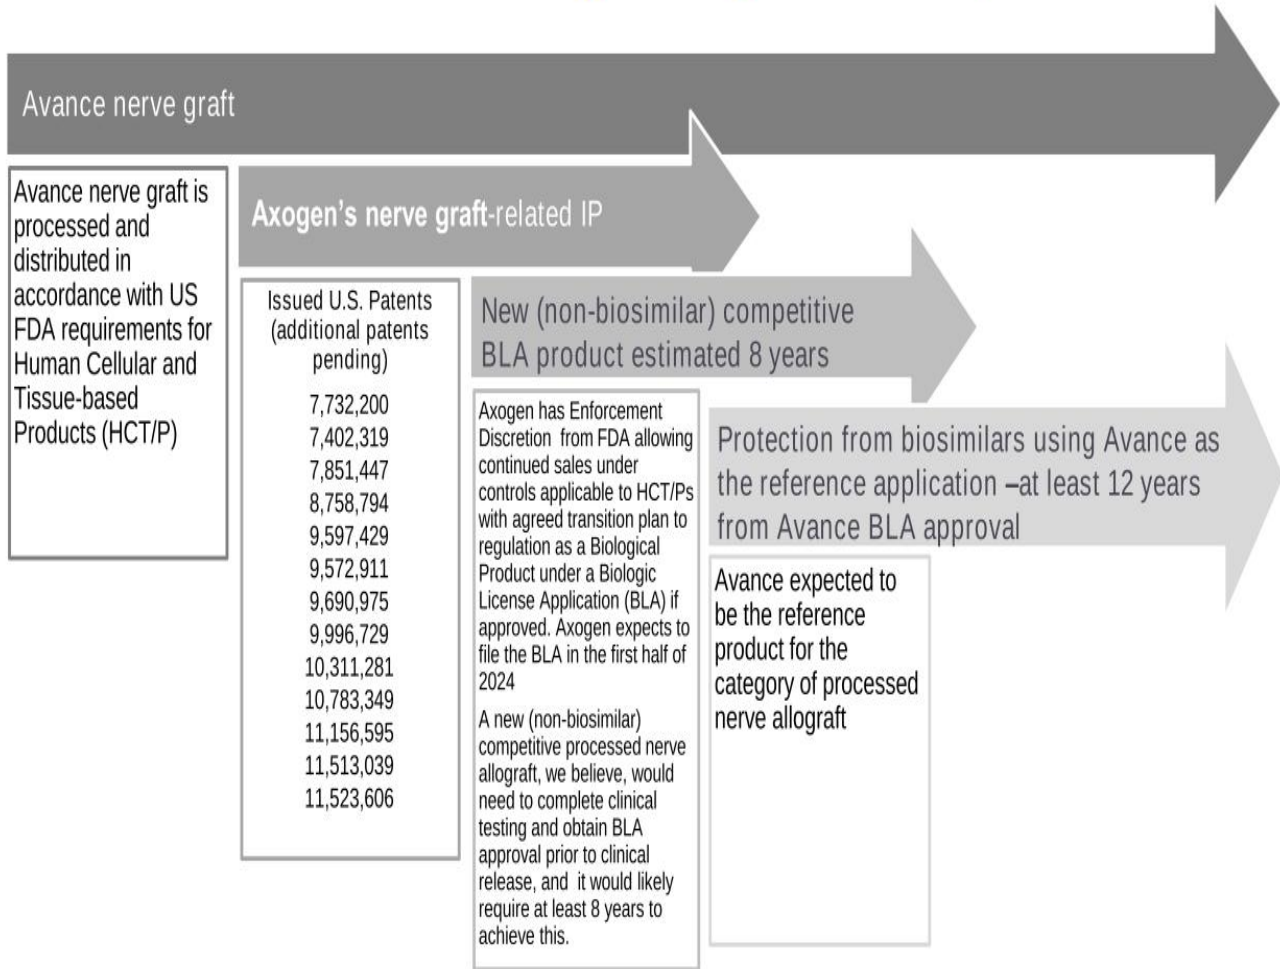 Avance nerve graft
Avance nerve graft is
processed and
distributed in
accordance with US
FDA requirements for
Human Cellular and
Tissue-based
Products (HCT/P)
Axogen’s nerve graft-related IP
Issued U.S. Patents
(additional patents
pending)
7,732,200
7,402,319
7,851,447
8,758,794
9,597,429
9,572,911
9,690,975
9,996,729
10,311,281
10,783,349
11,156,595
11,513,039
11,523,606
New (non-biosimilar) competitive
BLA product estimated 8 years
Axogen has Enforcement
Discretion from FDA allowing
continued sales under
controls applicable to HCT/Ps
with agreed transition plan to
regulation as a Biological
Product under a Biologic
License Application (BLA) if
approved. Axogen expects to
file the BLA in the first half of
2024
A new (non-biosimilar)
competitive processed nerve
allograft, we believe, would
need to complete clinical
testing and obtain BLA
approval prior to clinical
release, and it would likely
require at least 8 years to
achieve this.
Protection from biosimilars using Avance as
the reference application –at least 12 years
from Avance BLA approval
Avance expected to
be the reference
product for the
category of processed
nerve allograft